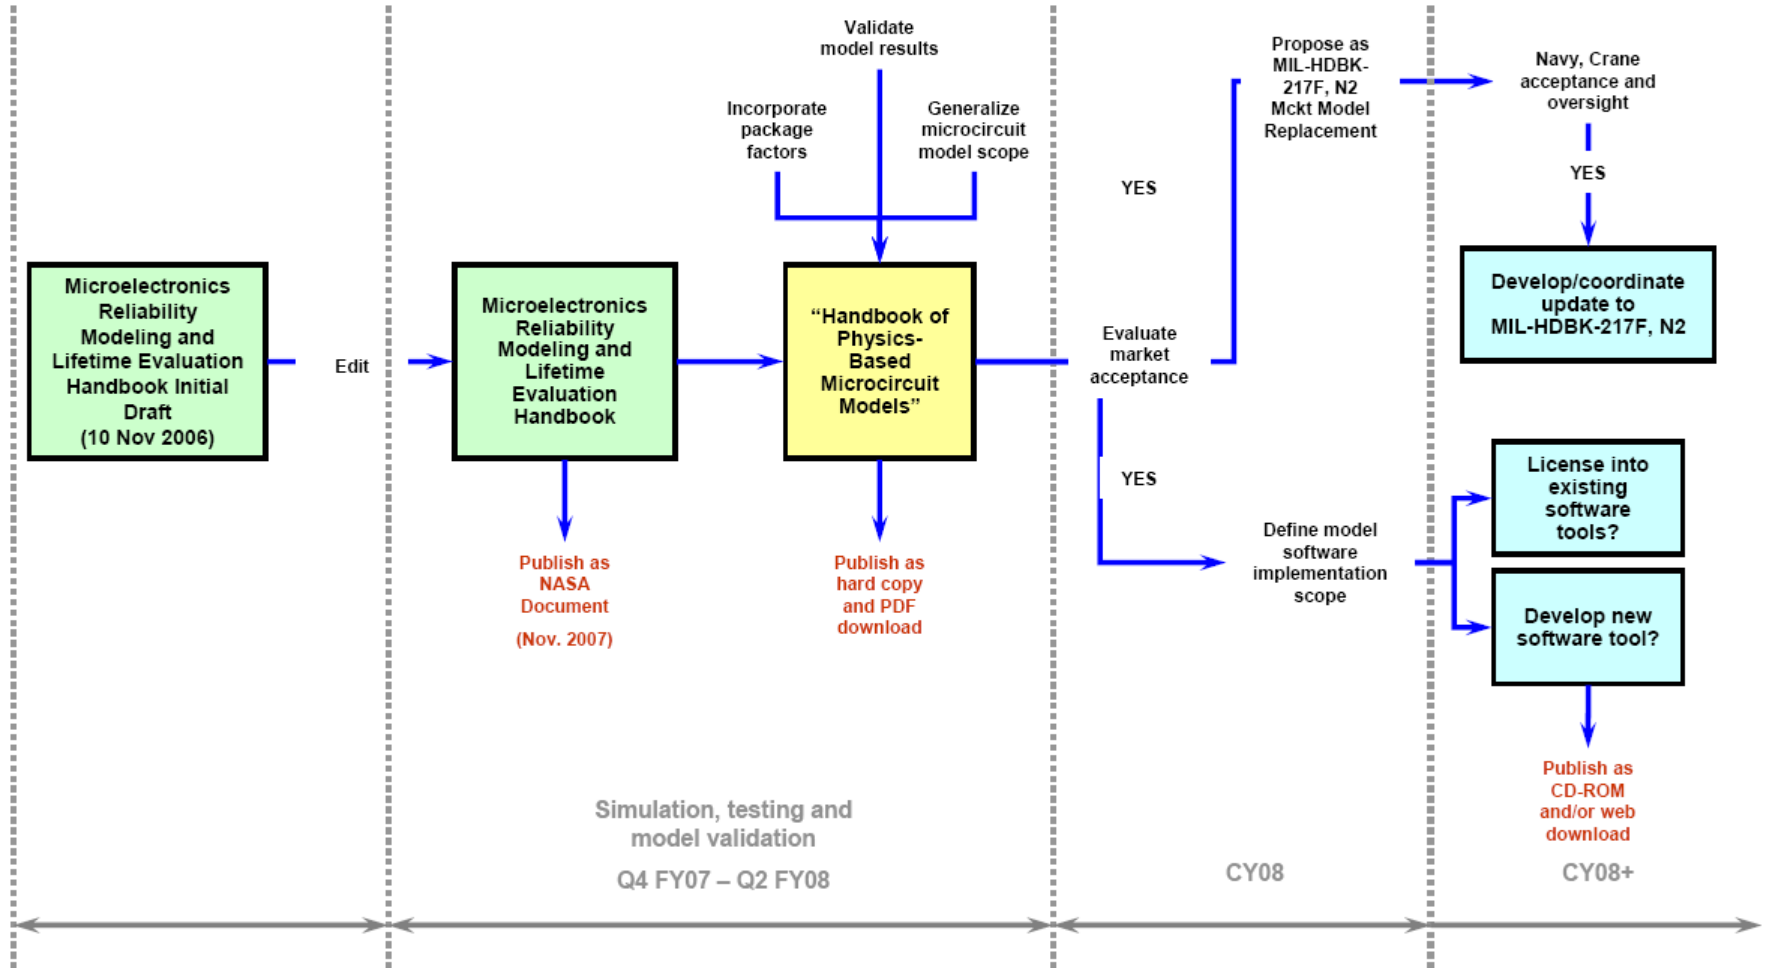 Microelectronics
Reliability
Modeling and
Lifetime Evaluation
Handbook Initial
Draft
(10 Nov 2006)
Edit
Microelectronics
Reliability
Modeling and
Lifetime
Evaluation
Handbook
Publish as
NASA
Document
(Nov. 2007)
Validate
model results
Incorporate
package
factors
Generalize
microcircuit
model scope
“Handbook of
Physics-
Based
Microcircuit
Models”
Publish as
hard copy
and PDF
download
Simulation, testing and
model validation
Q4 FY07 – Q2 FY08
Evaluate
market
acceptance
YES
Propose as
MIL-HDBK-
217F, N2
Mckt Model
Replacement
YES
Define model
software
implementation
scope
CY08
Navy, Crane
acceptance and
oversight
YES
Develop/coordinate
update to
MIL-HDBK-217F, N2
License into
existing
software
tools?
Develop new
software tool?
Publish as
CD-ROM
and/or web
download
CY08+